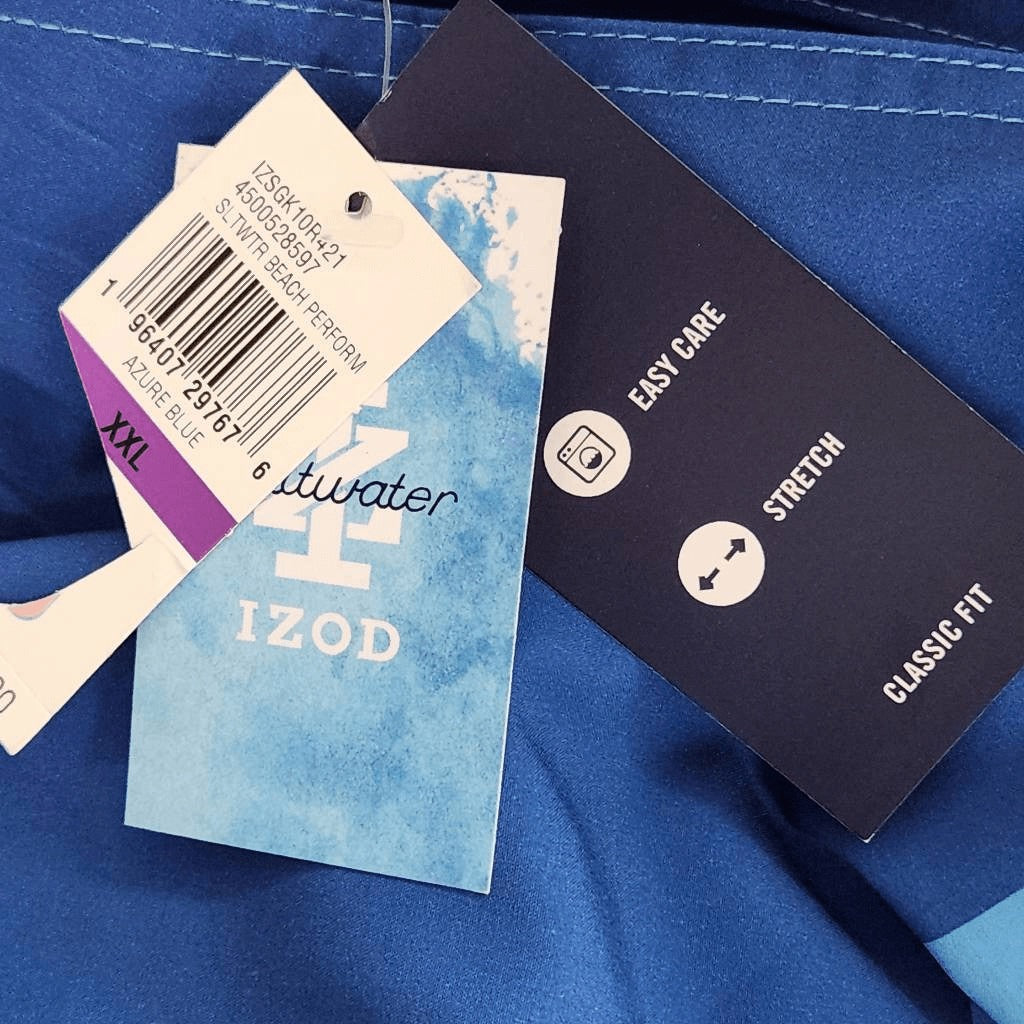 IZSGK10R421
4500528597
SLTWTR BEACH PERFORM
1 96407 29767 6
AZURE BLUE
XXL
IZOD
EASY CARE
STRETCH
CLASSIC FIT